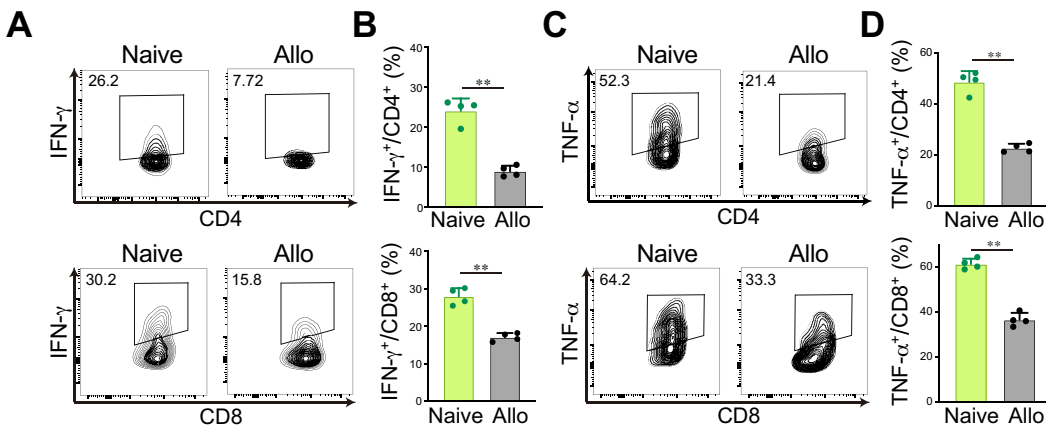 A
Naive
Allo
26.2
7.72
IFN-γ
CD4
Naive
Allo
30.2
15.8
IFN-γ
CD8
B
IFN-γ⁺/CD4⁺ (%)
40
30
20
10
0
**
Naive
Allo
IFN-γ⁺/CD8⁺ (%)
40
30
20
10
0
**
Naive
Allo
C
Naive
Allo
52.3
21.4
TNF-α
CD4
Naive
Allo
64.2
33.3
TNF-α
CD8
D
TNF-α⁺/CD4⁺ (%)
60
40
20
0
**
Naive
Allo
TNF-α⁺/CD8⁺ (%)
60
40
60
0
**
Naive
Allo